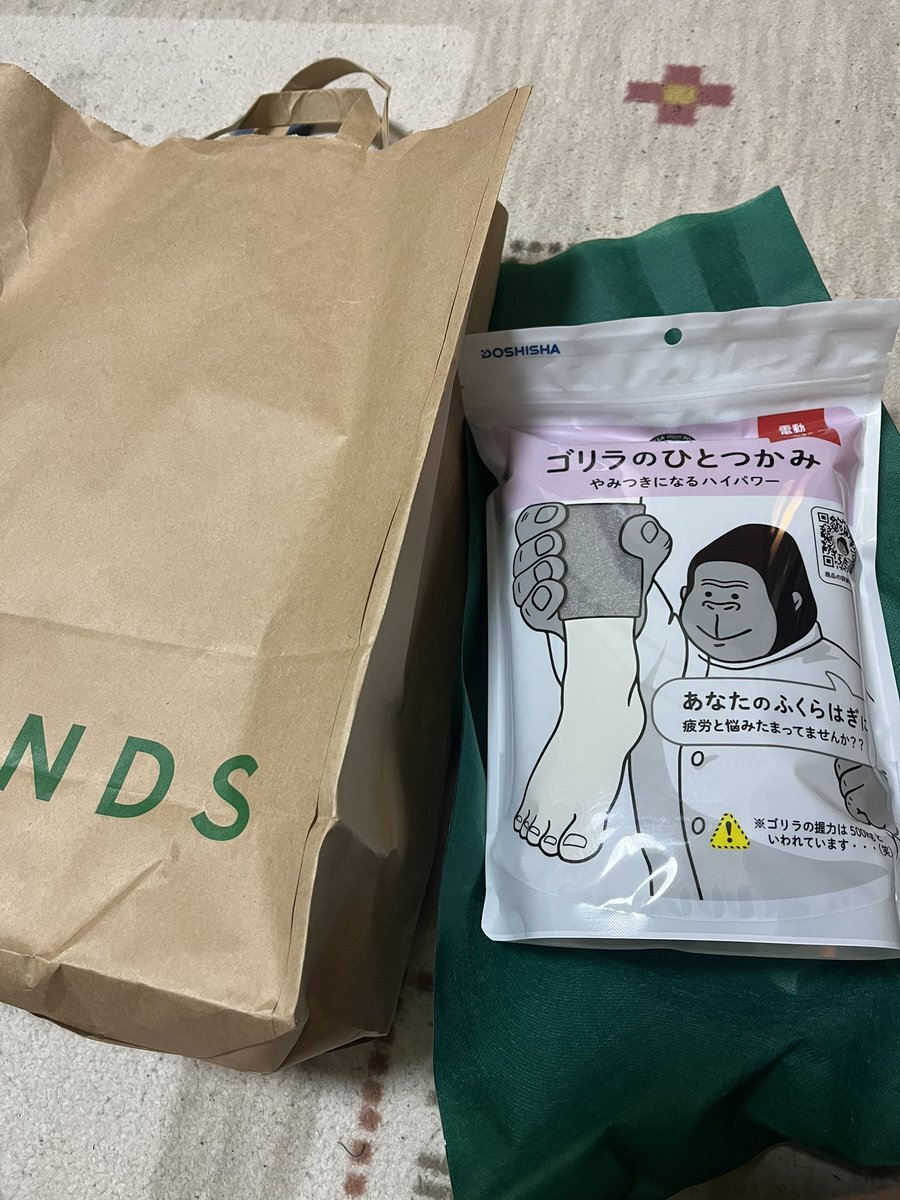 NDS
DOSHISHA
電動
ゴリラのひとつかみ
やみつきになるハイパワー
あなたのふくらはぎに
疲労と悩みたまってませんか??
※ゴリラの握力は500
いわれています・・・(笑)